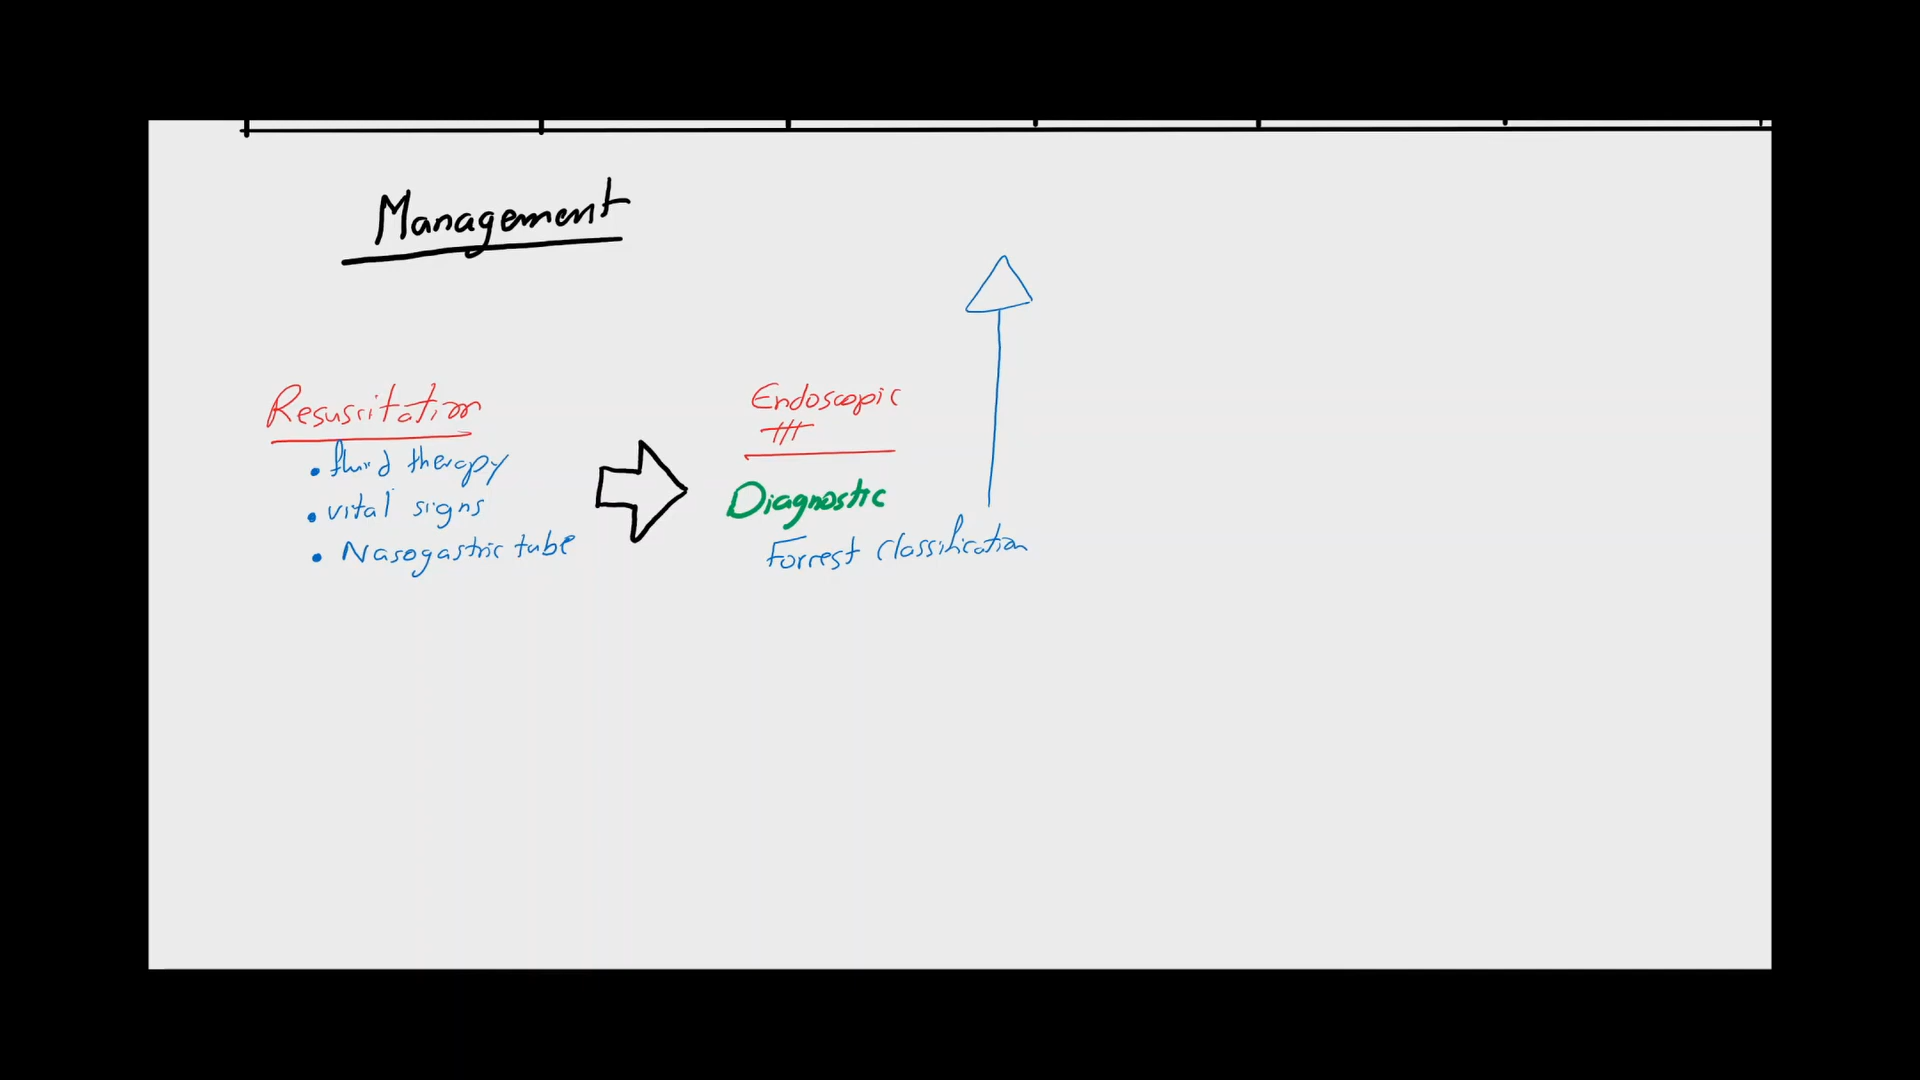 Management
Resuscitation
• fluid therapy
• vital signs
• Nasogastric tube
Endoscopic
Diagnostic
Forrest classification